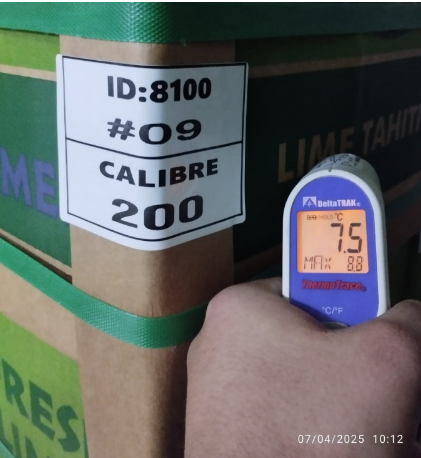 ID:8100
#09
CALIBRE
200
ME
LIME TAHITI
DeltaTRAK®
HOLD °C
7.5
MAX 8.8
ThermoTrace®
°C/°F
RES
07/04/2025 10:12